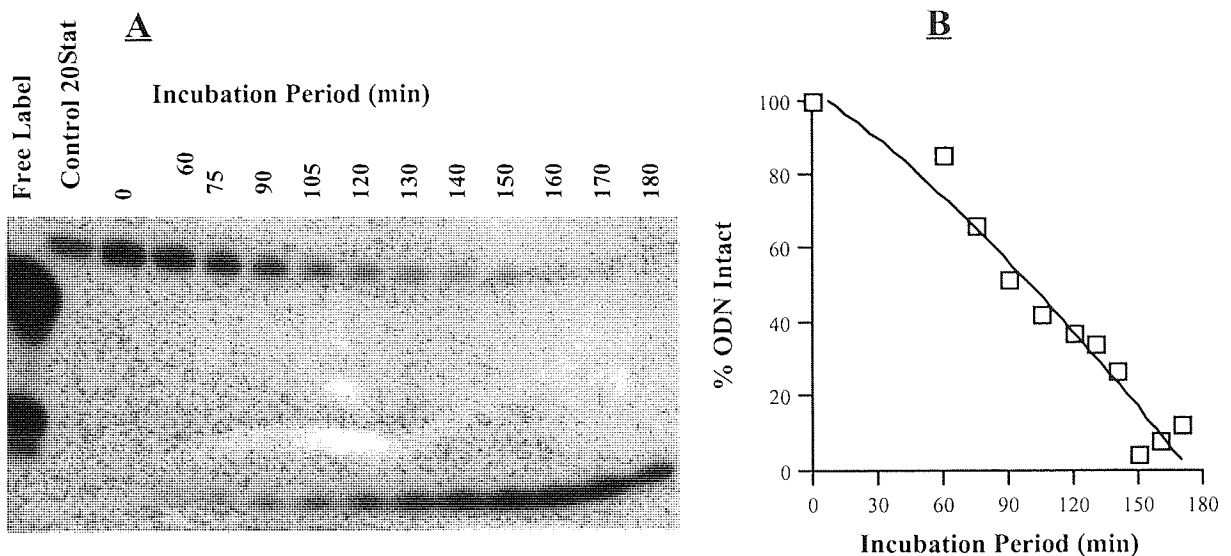 A
Free Label
Control 20Stat
Incubation Period (min)
0
60
75
90
105
120
130
140
150
160
170
180
B
% ODN Intact
100
80
60
40
20
0
0 30 60 90 120 150 180
Incubation Period (min)